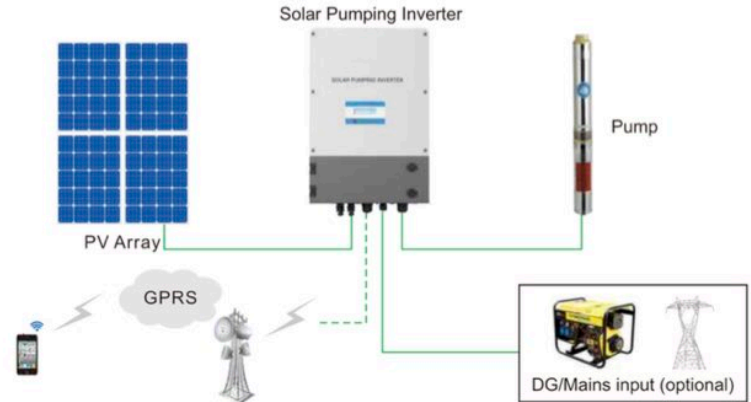 Solar Pumping Inverter
SOLAR PUMPING INVERTER
Pump
PV Array
GPRS
DG/Mains input (optional)